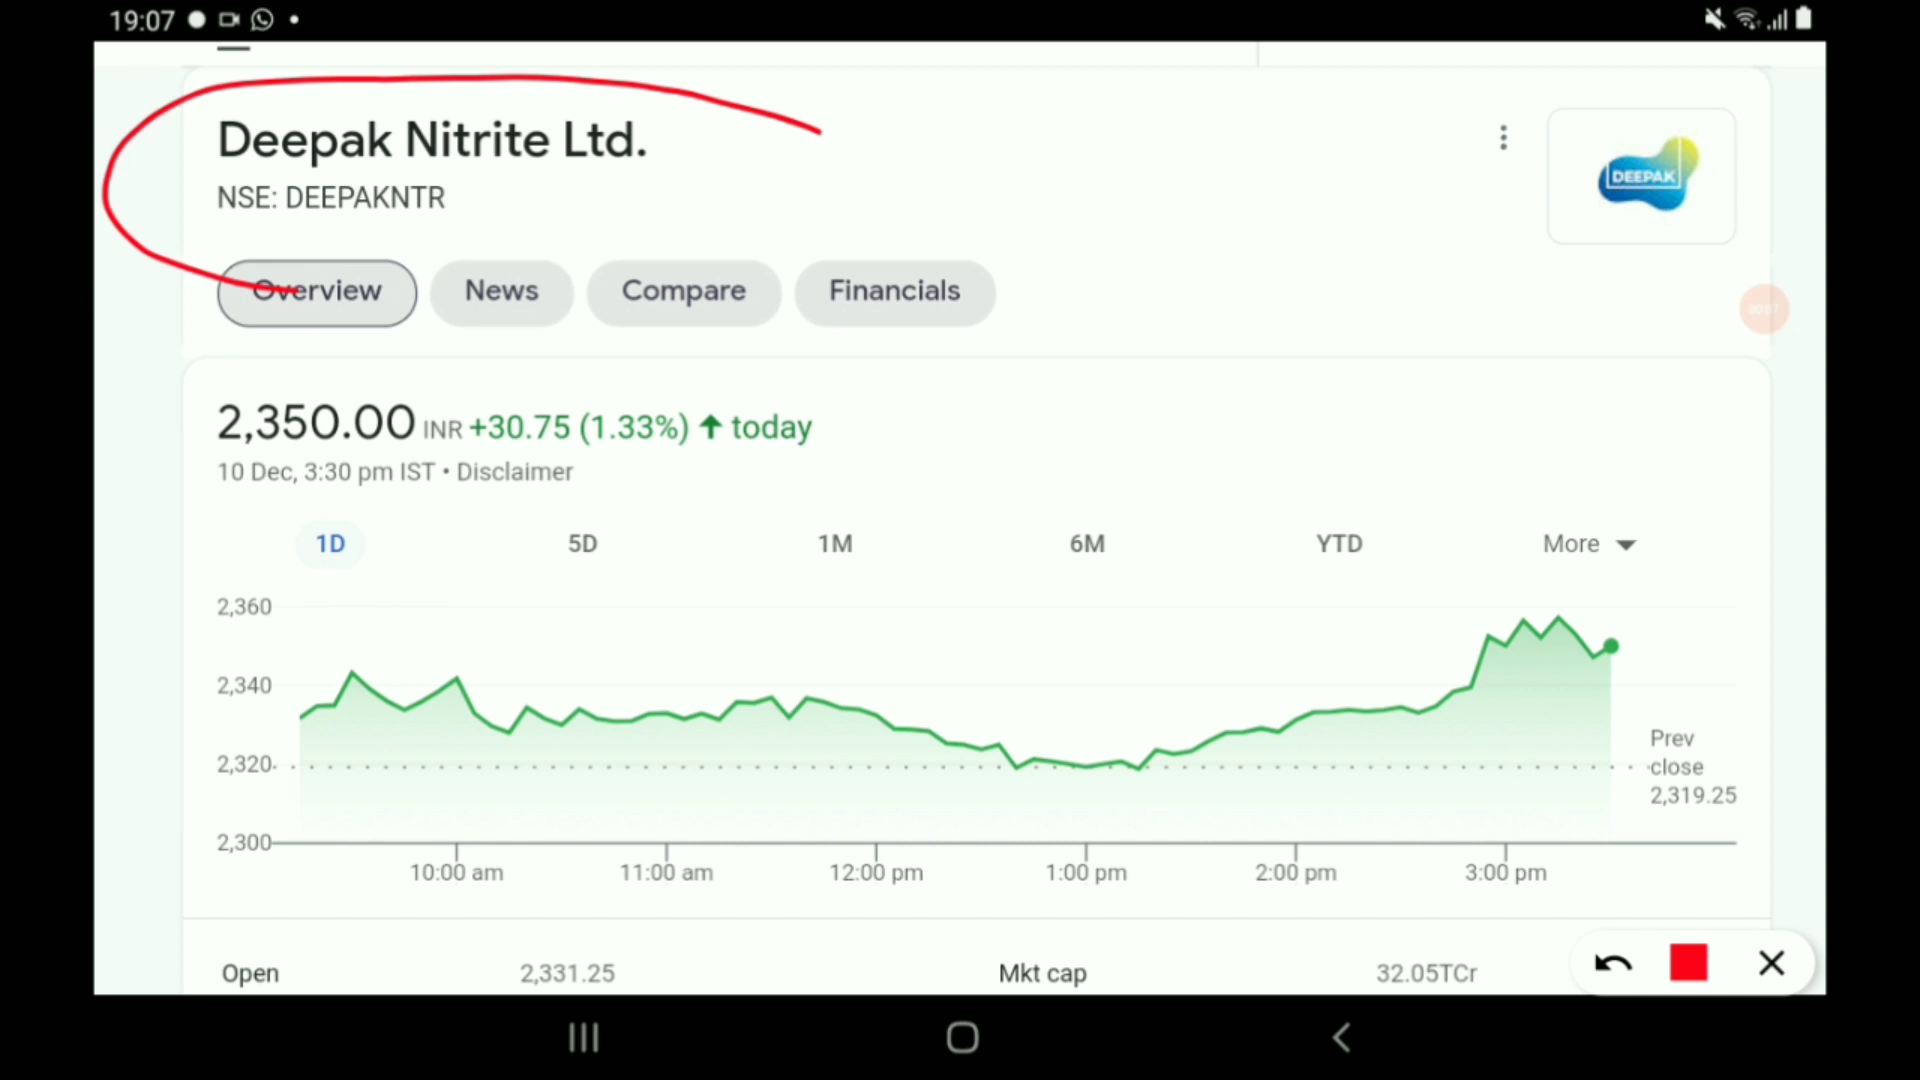 19:07
Deepak Nitrite Ltd.
NSE: DEEPAKNTR
DEEPAK
Overview News Compare Financials
00:07
2,350.00 INR +30.75 (1.33%) ↑ today
10 Dec, 3:30 pm IST • Disclaimer
1D 5D 1M 6M YTD More
2,360
2,340
2,320
2,300
Prev
close
2,319.25
10:00 am 11:00 am 12:00 pm 1:00 pm 2:00 pm 3:00 pm
Open 2,331.25 Mkt cap 32.05TCr